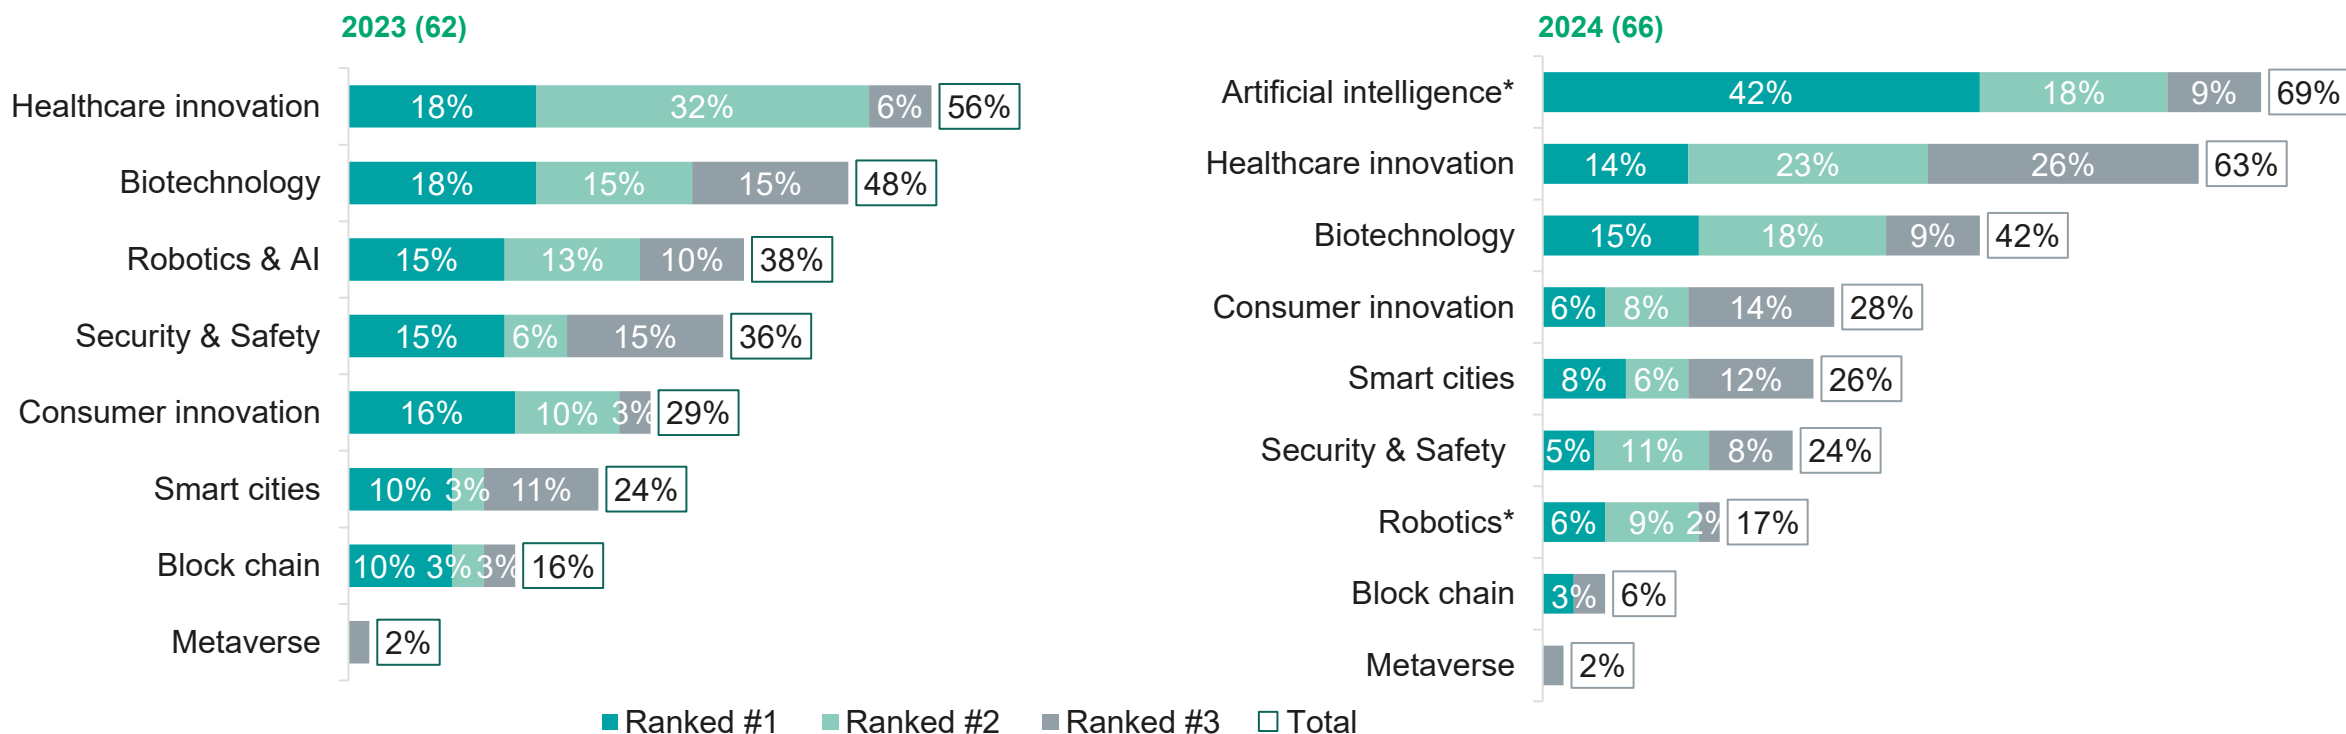 2023 (62)
Healthcare innovation 18% 32% 6% 56%
Biotechnology 18% 15% 15% 48%
Robotics & AI 15% 13% 10% 38%
Security & Safety 15% 6% 15% 36%
Consumer innovation 16% 10% 3% 29%
Smart cities 10% 3% 11% 24%
Block chain 10% 3% 3% 16%
Metaverse 2%
2024 (66)
Artificial intelligence* 42% 18% 9% 69%
Healthcare innovation 14% 23% 26% 63%
Biotechnology 15% 18% 9% 42%
Consumer innovation 6% 8% 14% 28%
Smart cities 8% 6% 12% 26%
Security & Safety 5% 11% 8% 24%
Robotics* 6% 9% 2% 17%
Block chain 3% 6%
Metaverse 2%
Ranked #1 Ranked #2 Ranked #3 Total